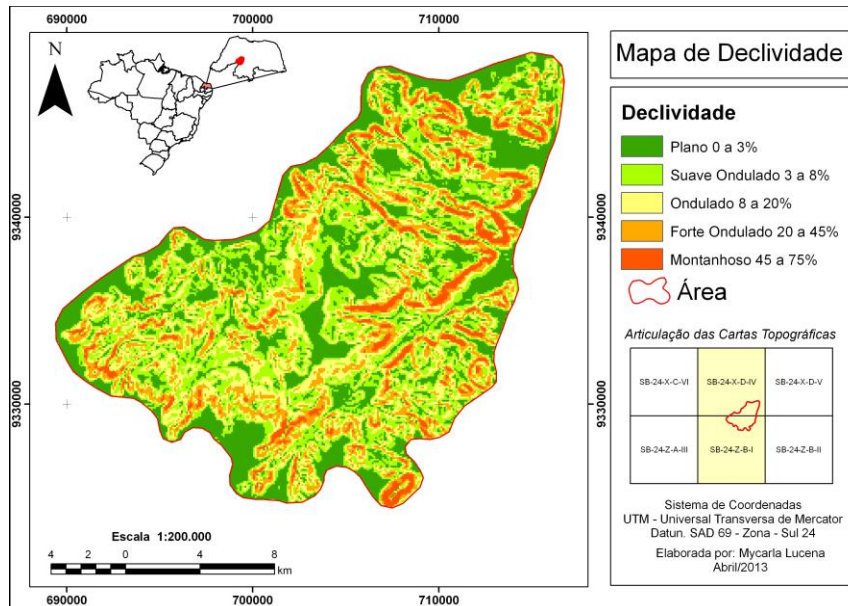 690000 700000 710000
N
9340000
9330000
9340000
9330000
Escala 1:200.000
4 2 0 4 8
km
690000 700000 710000
Mapa de Declividade
Declividade
Plano 0 a 3%
Suave Ondulado 3 a 8%
Ondulado 8 a 20%
Forte Ondulado 20 a 45%
Montanhoso 45 a 75%
Área
Articulação das Cartas Topográficas
SB-24-X-C-VI SB-24-X-D-IV SB-24-X-D-V
SB-24-Z-A-III SB-24-Z-B-I SB-24-Z-B-II
Sistema de Coordenadas
UTM - Universal Transversa de Mercator
Datun. SAD 69 - Zona - Sul 24
Elaborada por: Mycarla Lucena
Abril/2013